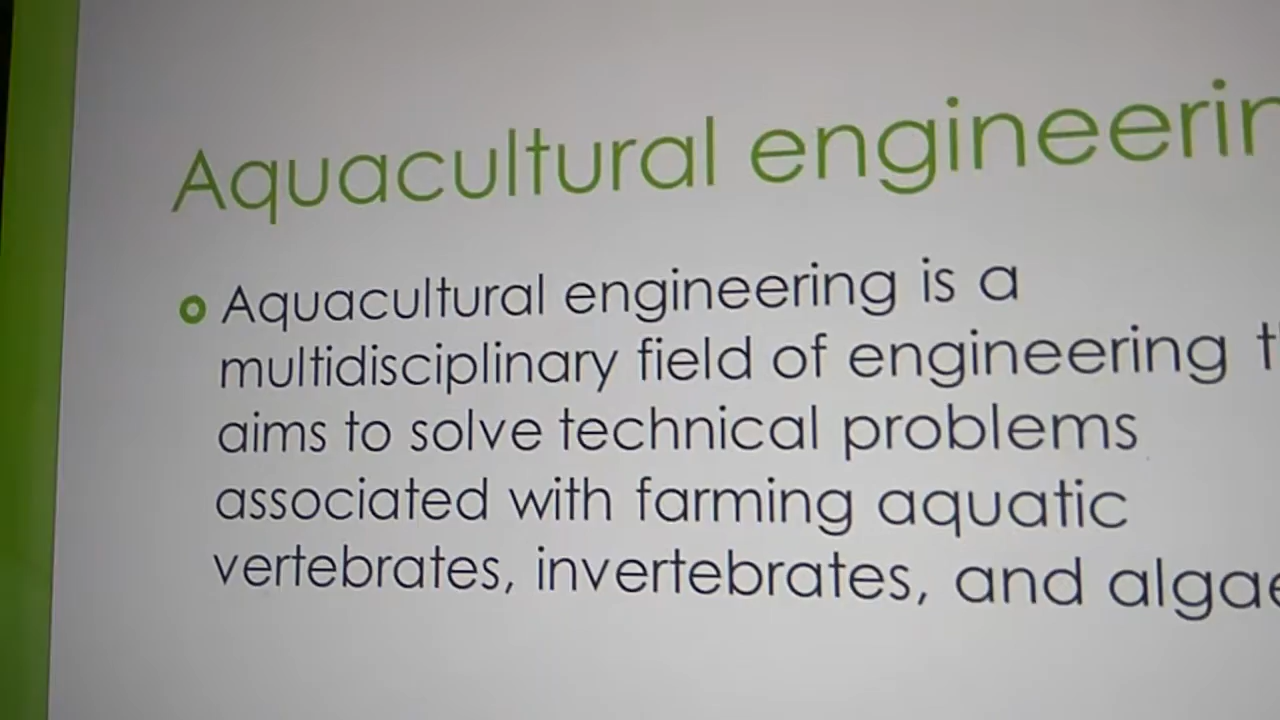 Aquacultural engineerin
Aquacultural engineering is a
multidisciplinary field of engineering t
aims to solve technical problems
associated with farming aquatic
vertebrates, invertebrates, and algae